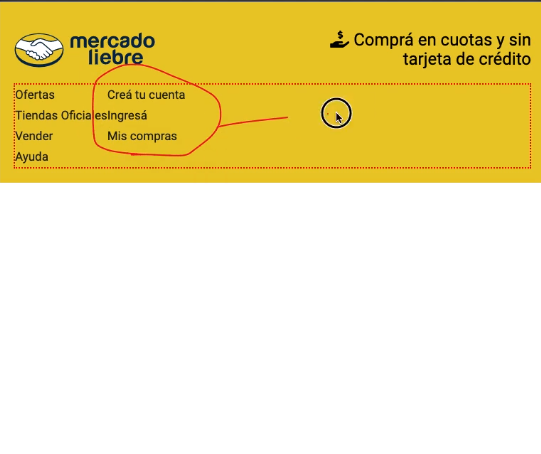 mercado
liebre
Comprá en cuotas y sin
tarjeta de crédito
Ofertas
Tiendas Oficiales
Vender
Ayuda
Creá tu cuenta
Ingresá
Mis compras